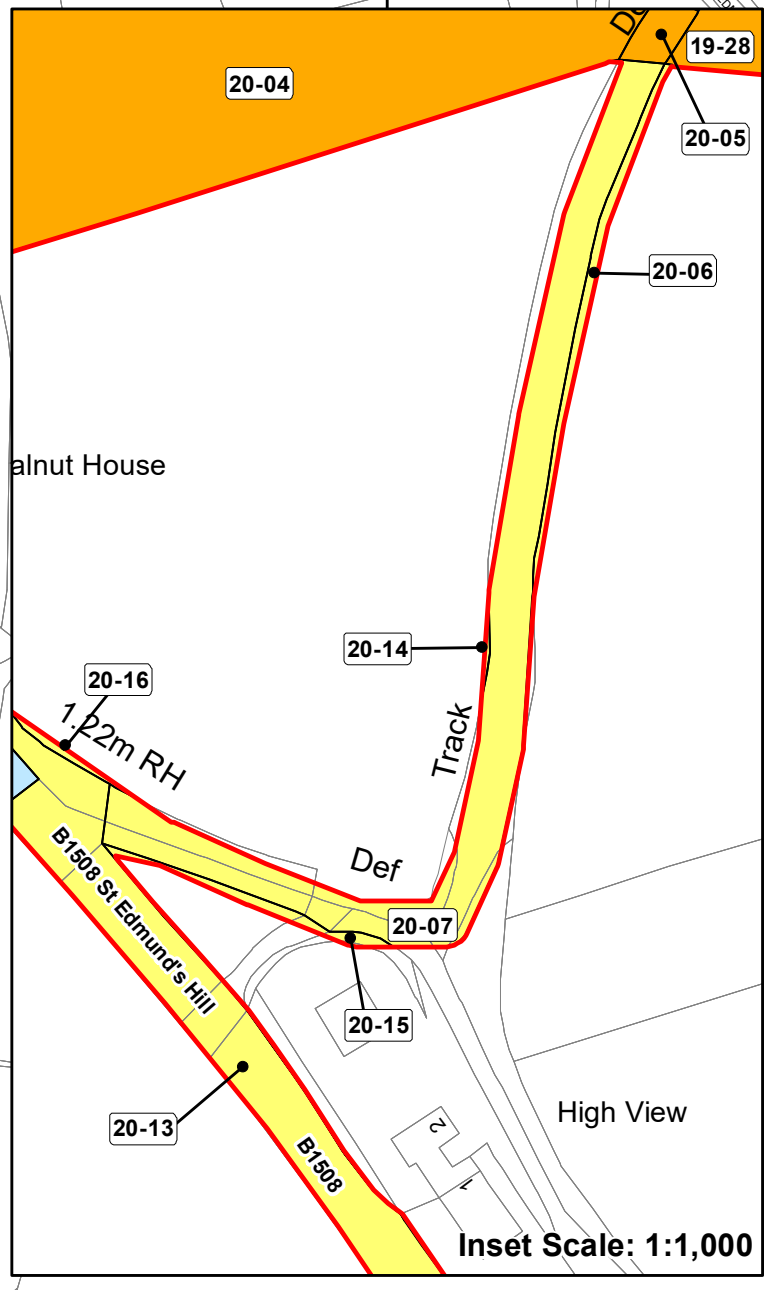 19-28
20-04
20-05
20-06
alnut House
20-14
20-16
1.22m RH
Track
Def
20-07
B1508 St Edmund's Hill
20-15
20-13
High View
2
1
B1508
Inset Scale: 1:1,000